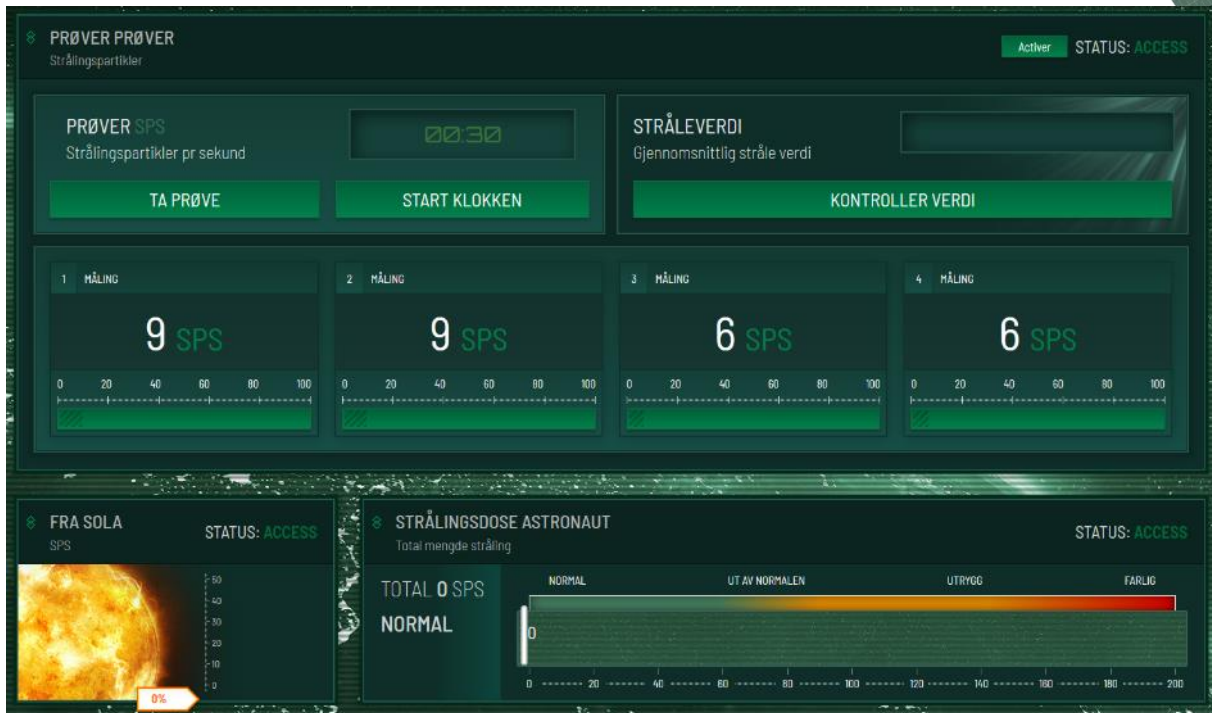 PRØVER PRØVER
Strålingspartikler
Activer STATUS: ACCESS
PRØVER SPS
Strålingspartikler pr sekund
00:30
TA PRØVE
START KLOKKEN
STRÅLEVERDI
Gjennomsnittlig stråle verdi
KONTROLLER VERDI
1 MÅLING
9 SPS
0 20 40 60 80 100
2 MÅLING
9 SPS
0 20 40 60 80 100
3 MÅLING
6 SPS
0 20 40 60 80 100
4 MÅLING
6 SPS
0 20 40 60 80 100
FRA SOLA
SPS
STATUS: ACCESS
50
40
30
20
10
0
0%
STRÅLINGSDOSE ASTRONAUT
Total mengde stråling
STATUS: ACCESS
TOTAL 0 SPS
NORMAL
NORMAL UT AV NORMALEN UTRYGG FARLIG
0
0 20 40 60 80 100 120 140 160 180 200